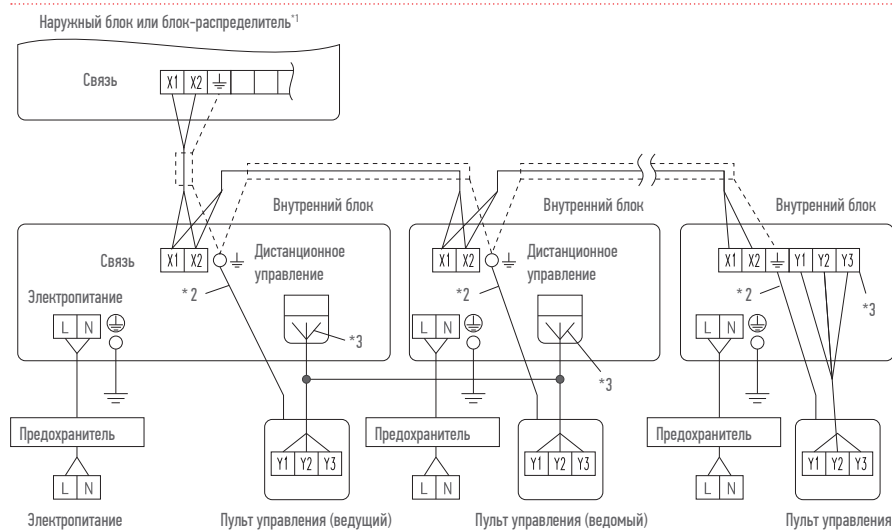 Наружный блок или блок-распределитель*1
Связь
X1 X2
Внутренний блок
Внутренний блок
Внутренний блок
Связь
X1 X2
Дистанционное
управление
X1 X2
Дистанционное
управление
X1 X2 Y1 Y2 Y3
*2
*2
*2
*3
Электропитание
L N
*3
L N
*3
L N
Предохранитель
Y1 Y2 Y3
Предохранитель
Y1 Y2 Y3
Предохранитель
Y1 Y2 Y3
L N
L N
L N
Электропитание
Пульт управления (ведущий)
Пульт управления (ведомый)
Пульт управления